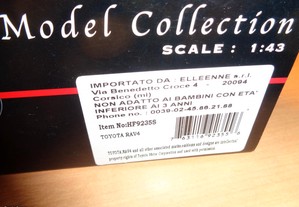 Model Collection
SCALE : 1:43
IMPORTATO DA : ELLEENNE s.r.l.
Via Benedetto Croce 4 - 20094
Corsico (mi)
NON ADATTO AI BAMBINI CON ETA'
INFERIORE AI 3 ANNI
Phone no. : 0039-02-45.86.21.88
Item No:HF9235S
TOYOTA RAV4